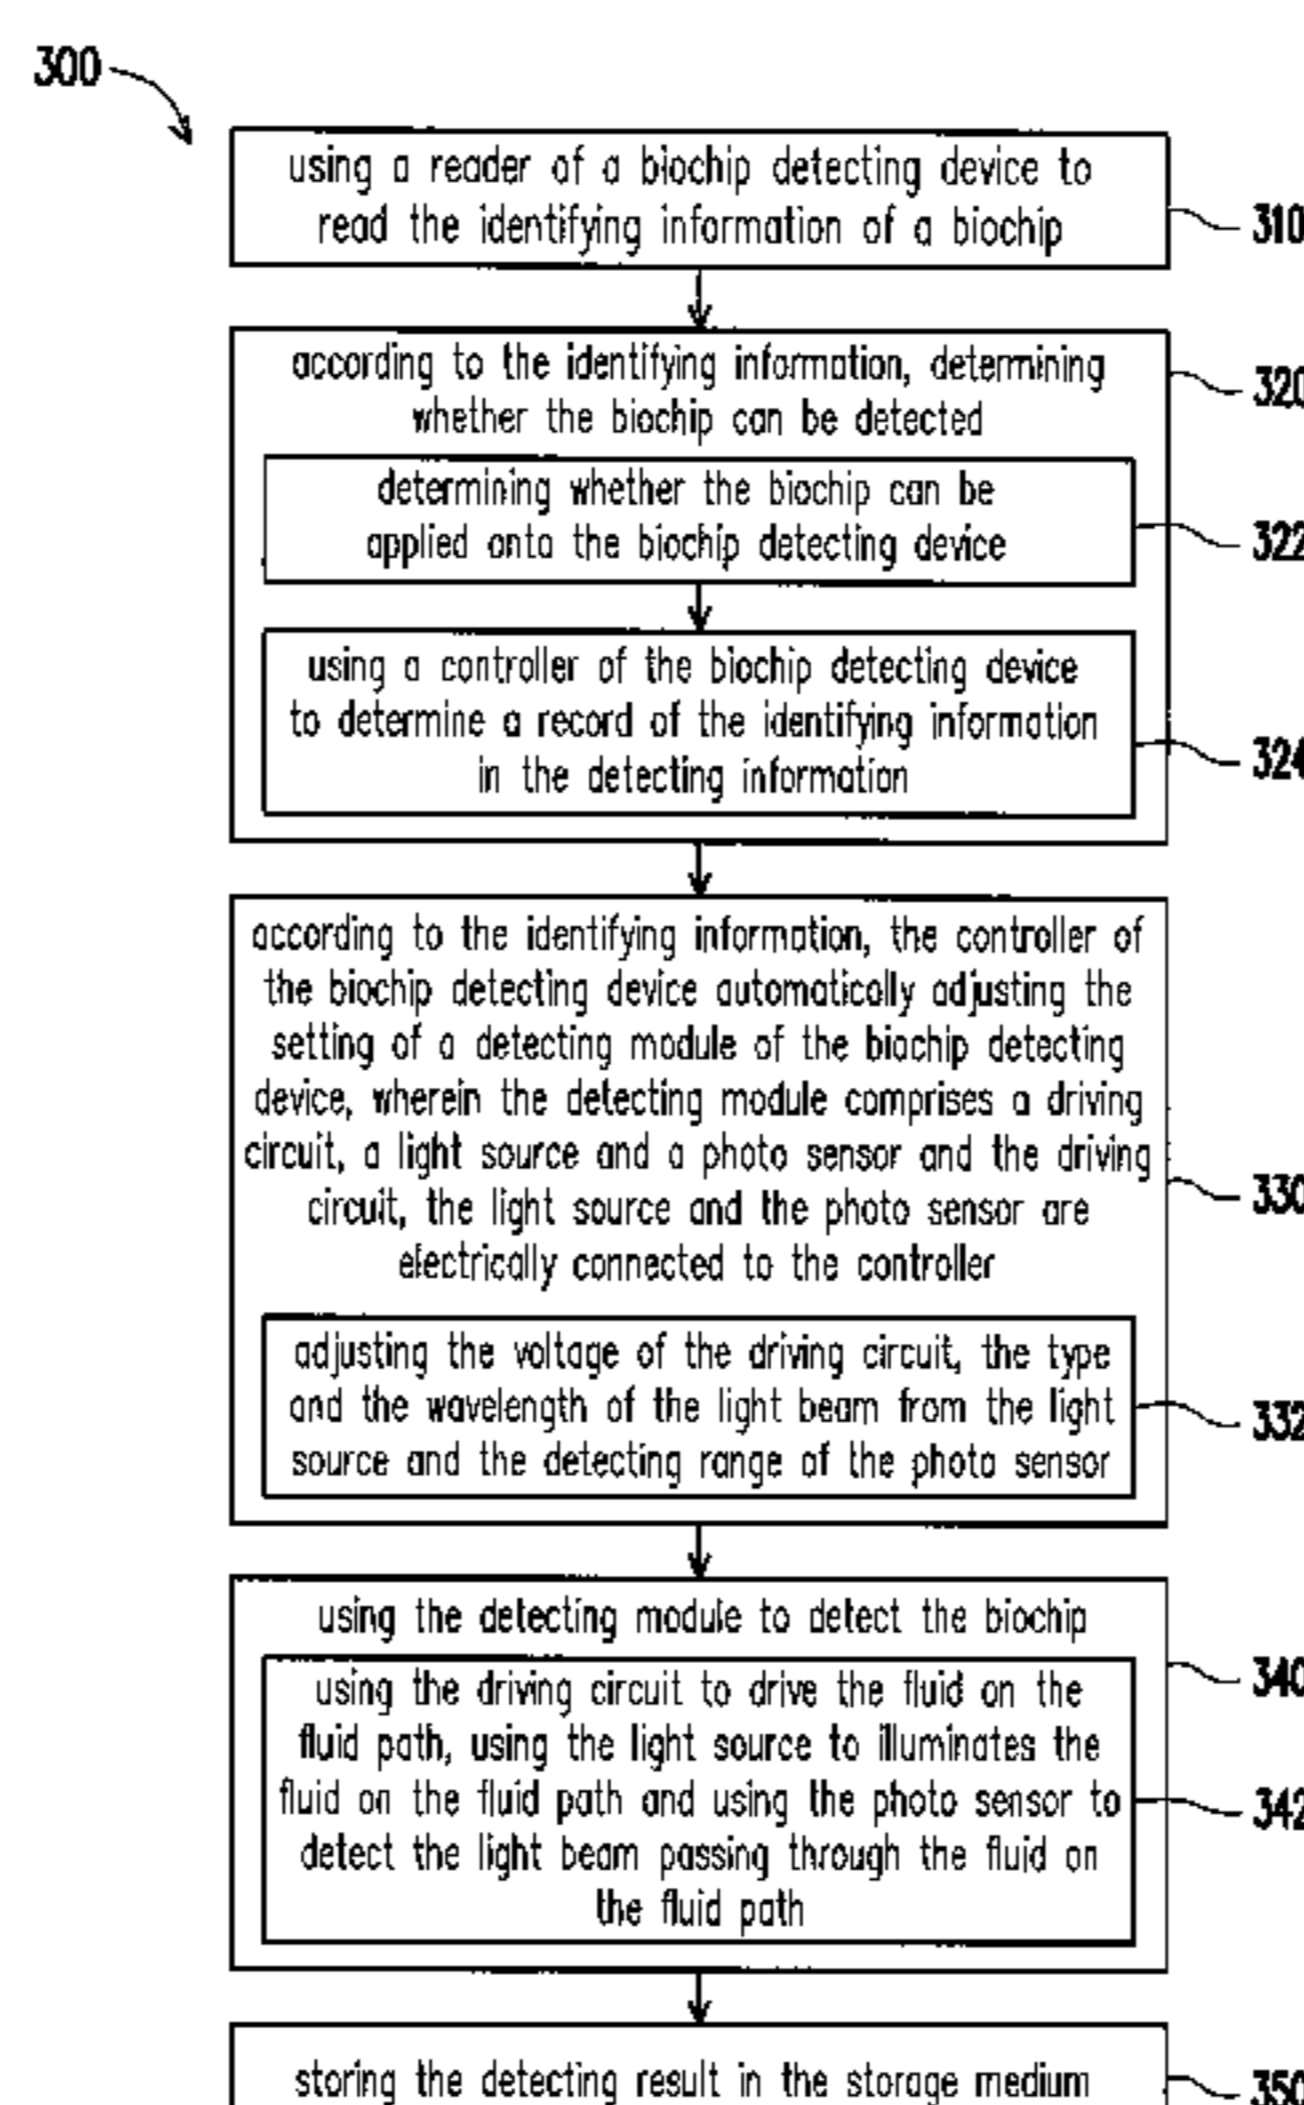 300
using a reader of a biochip detecting device to
read the identifying information of a biochip
310
according to the identifying information, determining
whether the biochip can be detected
320
determining whether the biochip can be
applied onto the biochip detecting device
322
using a controller of the biochip detecting device
to determine a record of the identifying information
in the detecting information
324
according to the identifying information, the controller of
the biochip detecting device automatically adjusting the
setting of a detecting module of the biochip detecting
device, wherein the detecting module comprises a driving
circuit, a light source and a photo sensor and the driving
circuit, the light source and the photo sensor are
electrically connected to the controller
330
adjusting the voltage of the driving circuit, the type
and the wavelength of the light beam from the light
source and the detecting range of the photo sensor
332
using the detecting module to detect the biochip
340
using the driving circuit to drive the fluid on the
fluid path, using the light source to illuminates the
fluid on the fluid path and using the photo sensor to
detect the light beam passing through the fluid on
the fluid path
342
storing the detecting result in the storage medium
350